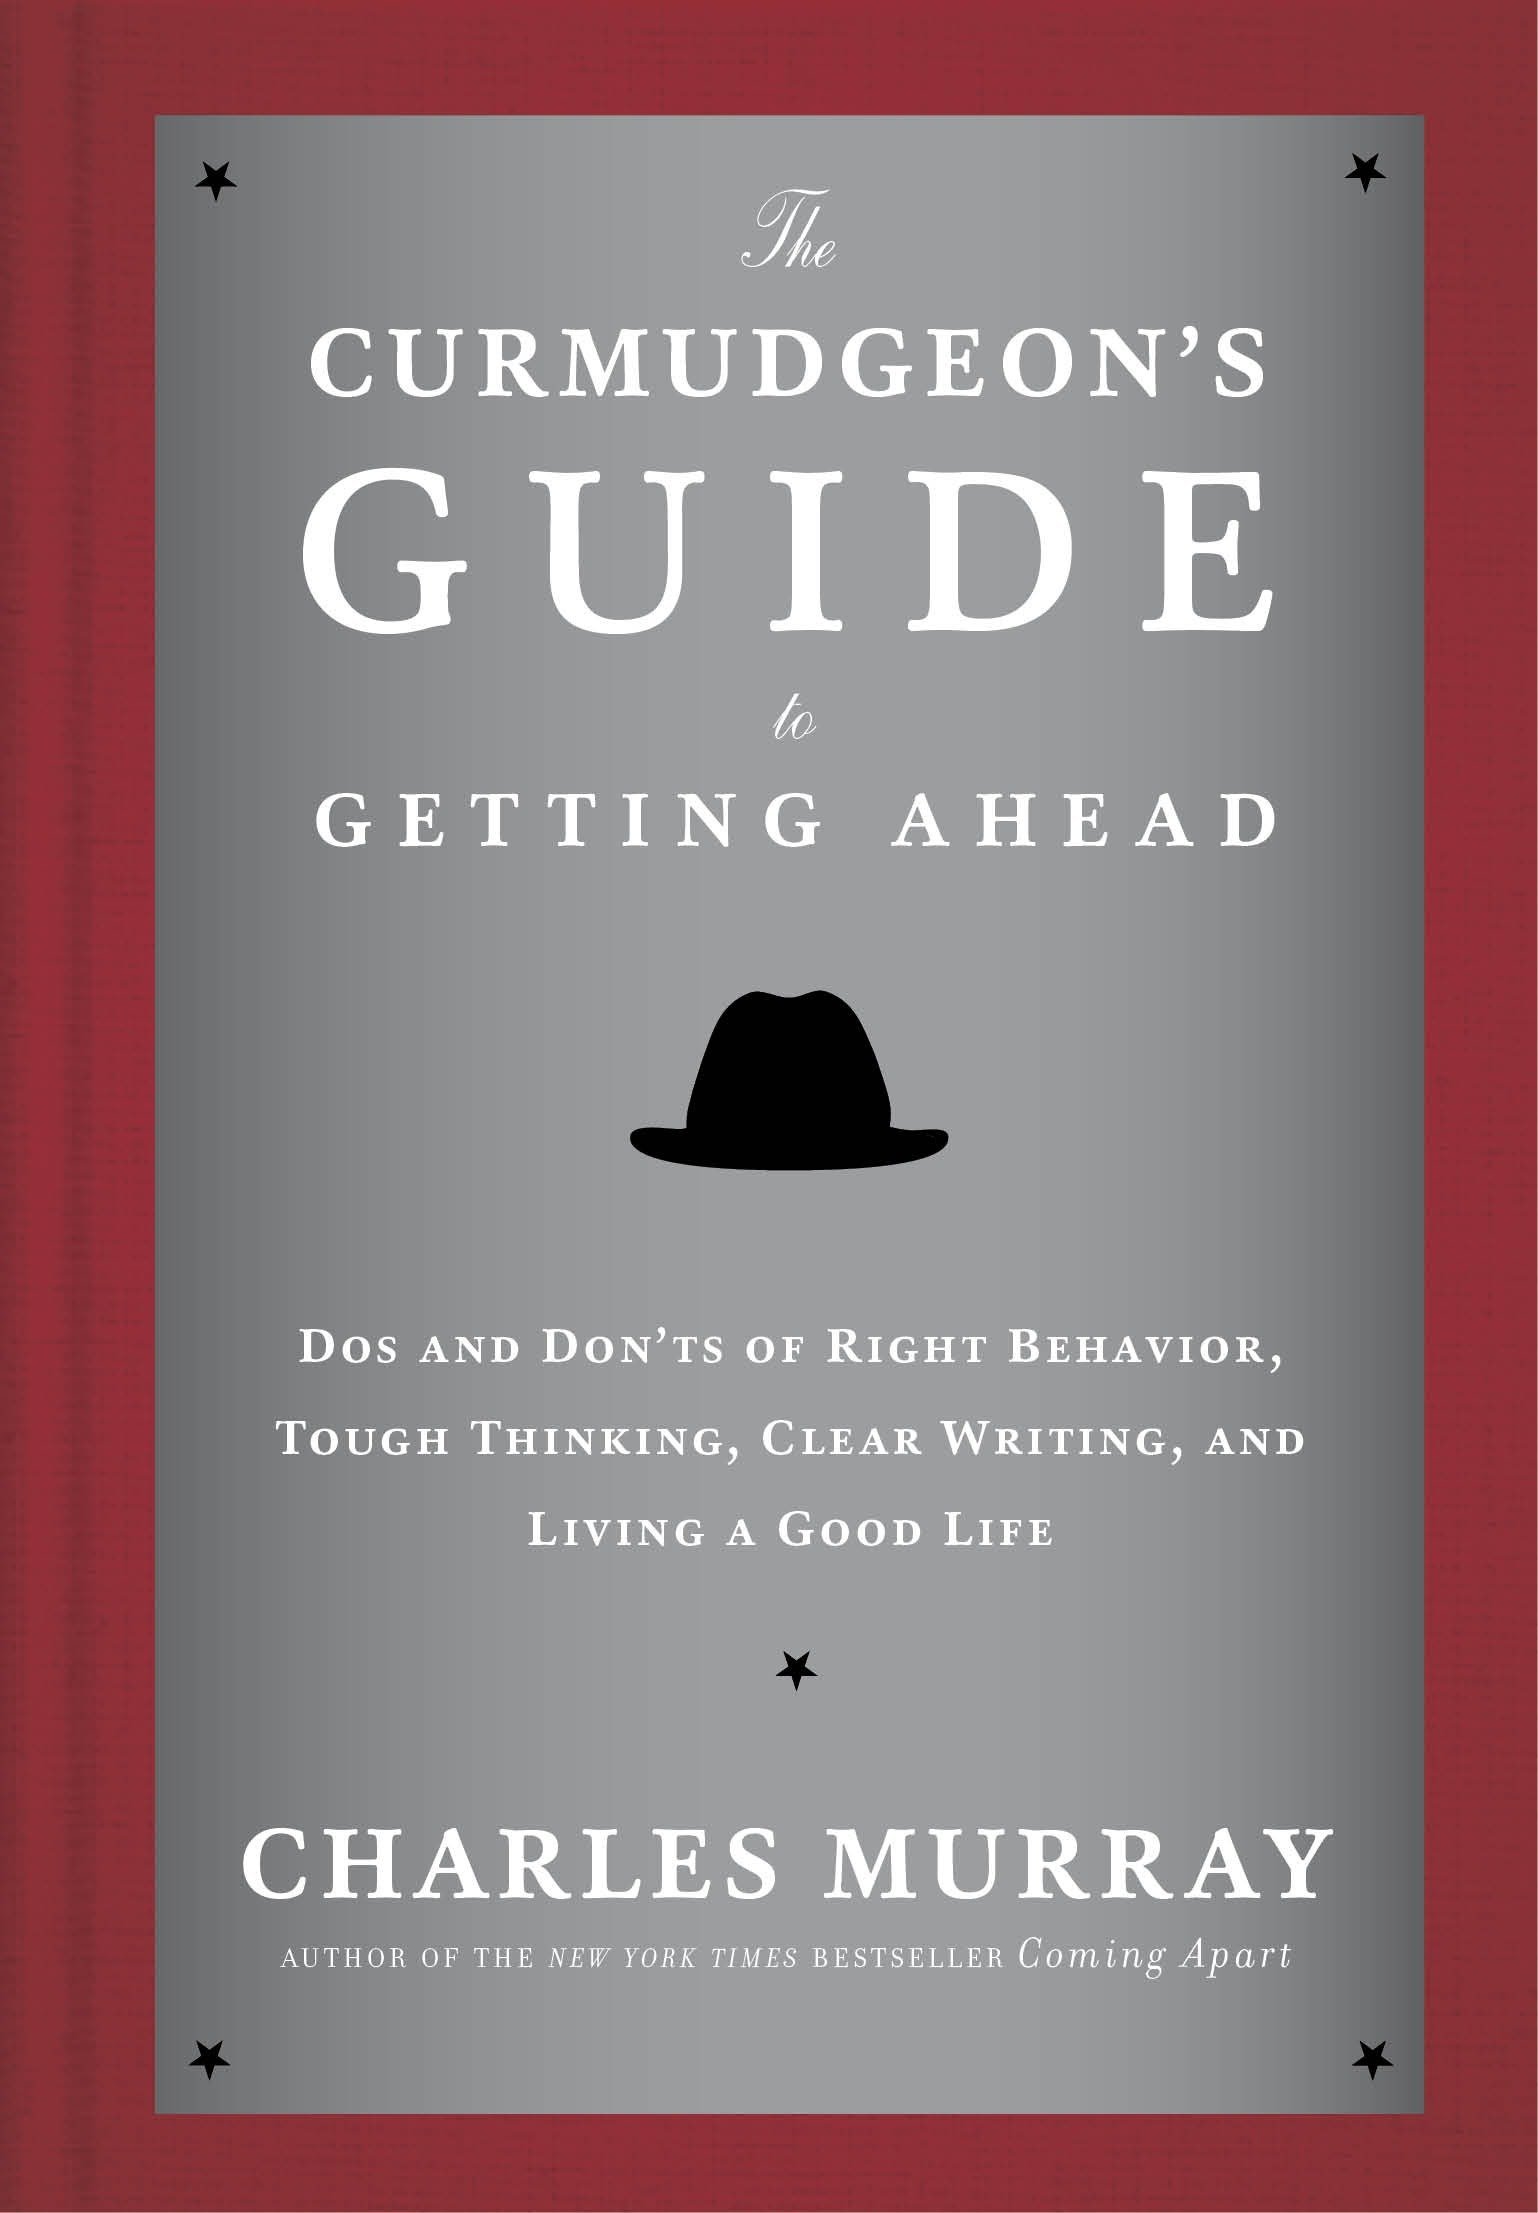 The
CURMUDGEON'S
GUIDE
to
GETTING AHEAD
DOS AND DON'TS OF RIGHT BEHAVIOR,
TOUGH THINKING, CLEAR WRITING, AND
LIVING A GOOD LIFE
CHARLES MURRAY
AUTHOR OF THE NEW YORK TIMES BESTSELLER Coming Apart